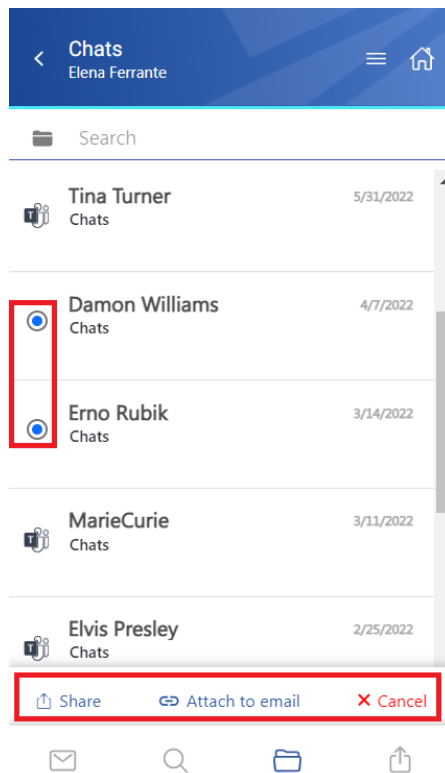 Chats
Elena Ferrante
Search
Tina Turner 5/31/2022
Chats
Damon Williams 4/7/2022
Chats
Erno Rubik 3/14/2022
Chats
MarieCurie 3/11/2022
Chats
Elvis Presley 2/25/2022
Chats
Share Attach to email Cancel